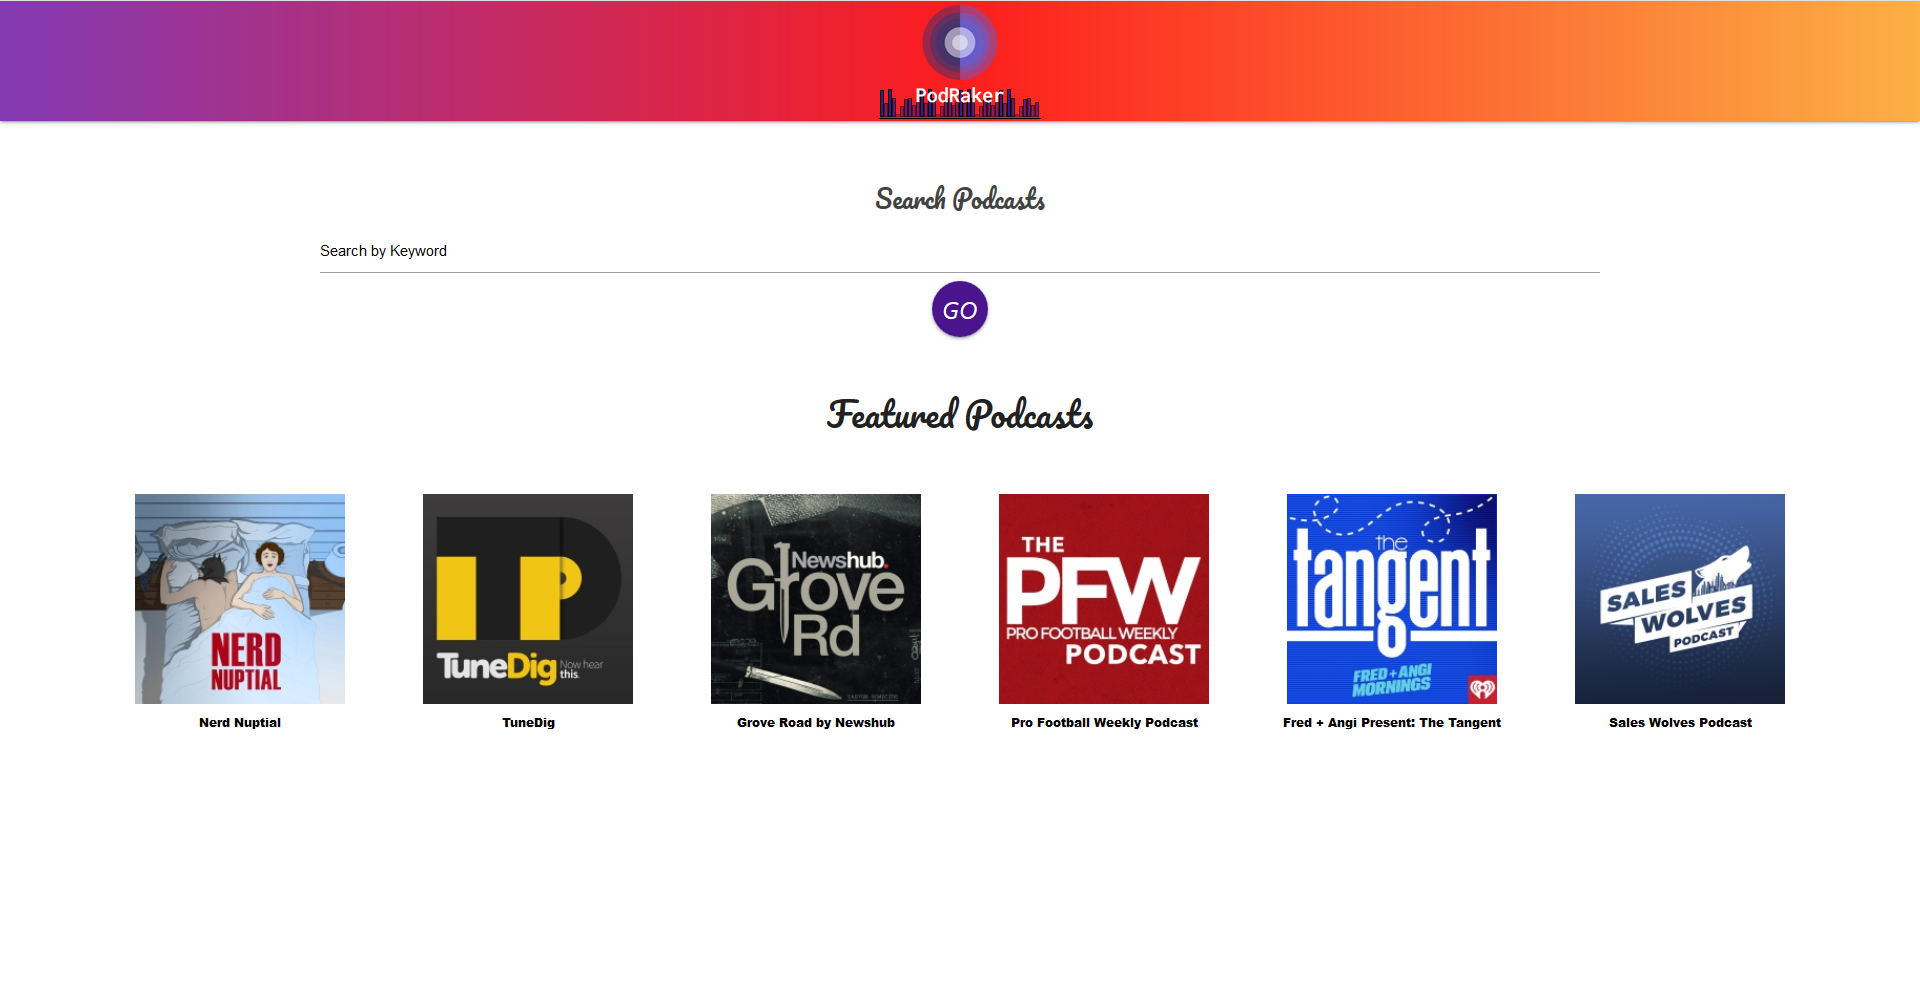 PodRaker
Search Podcasts
Search by Keyword
GO
Featured Podcasts
NERD
NUPTIAL
Nerd Nuptial
TP
TuneDig Now hear
this.
TuneDig
Newshub.
Grove
Rd
Grove Road by Newshub
THE
PFW
PRO FOOTBALL WEEKLY
PODCAST
Pro Football Weekly Podcast
the
tangent
FRED + ANGI
MORNINGS
Fred + Angi Present: The Tangent
SALES
WOLVES
PODCAST
Sales Wolves Podcast